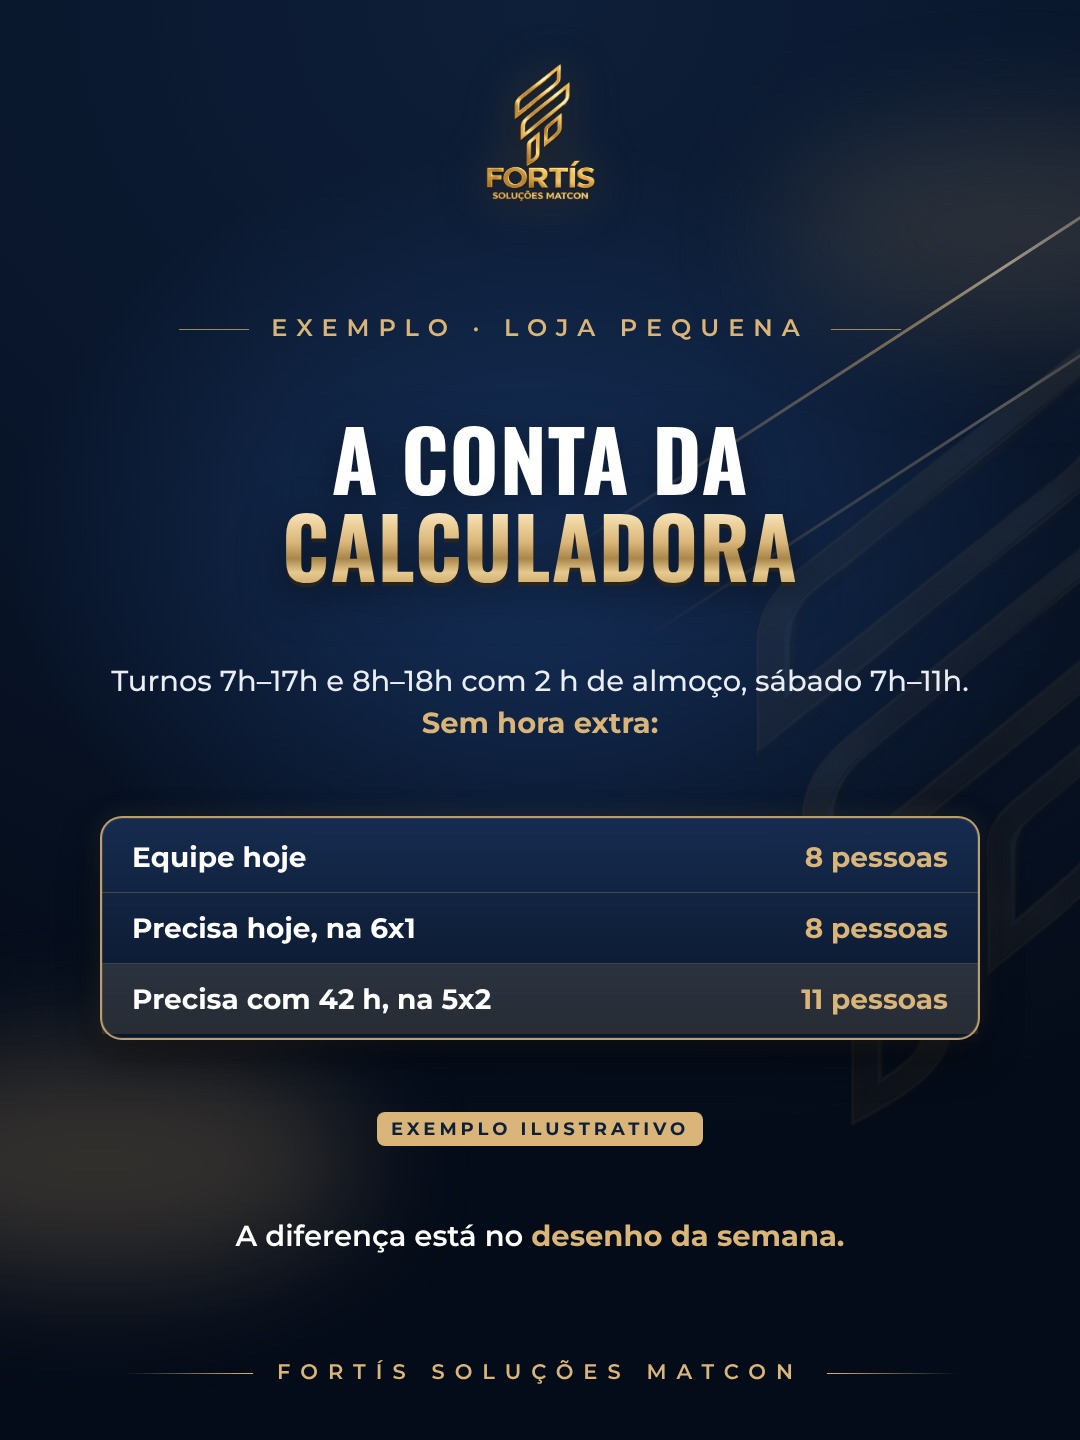 FORTÍS
SOLUÇÕES MATCON
EXEMPLO · LOJA PEQUENA
A CONTA DA
CALCULADORA
Turnos 7h–17h e 8h–18h com 2 h de almoço, sábado 7h–11h.
Sem hora extra:
Equipe hoje 8 pessoas
Precisa hoje, na 6x1 8 pessoas
Precisa com 42 h, na 5x2 11 pessoas
EXEMPLO ILUSTRATIVO
A diferença está no desenho da semana.
FORTÍS SOLUÇÕES MATCON